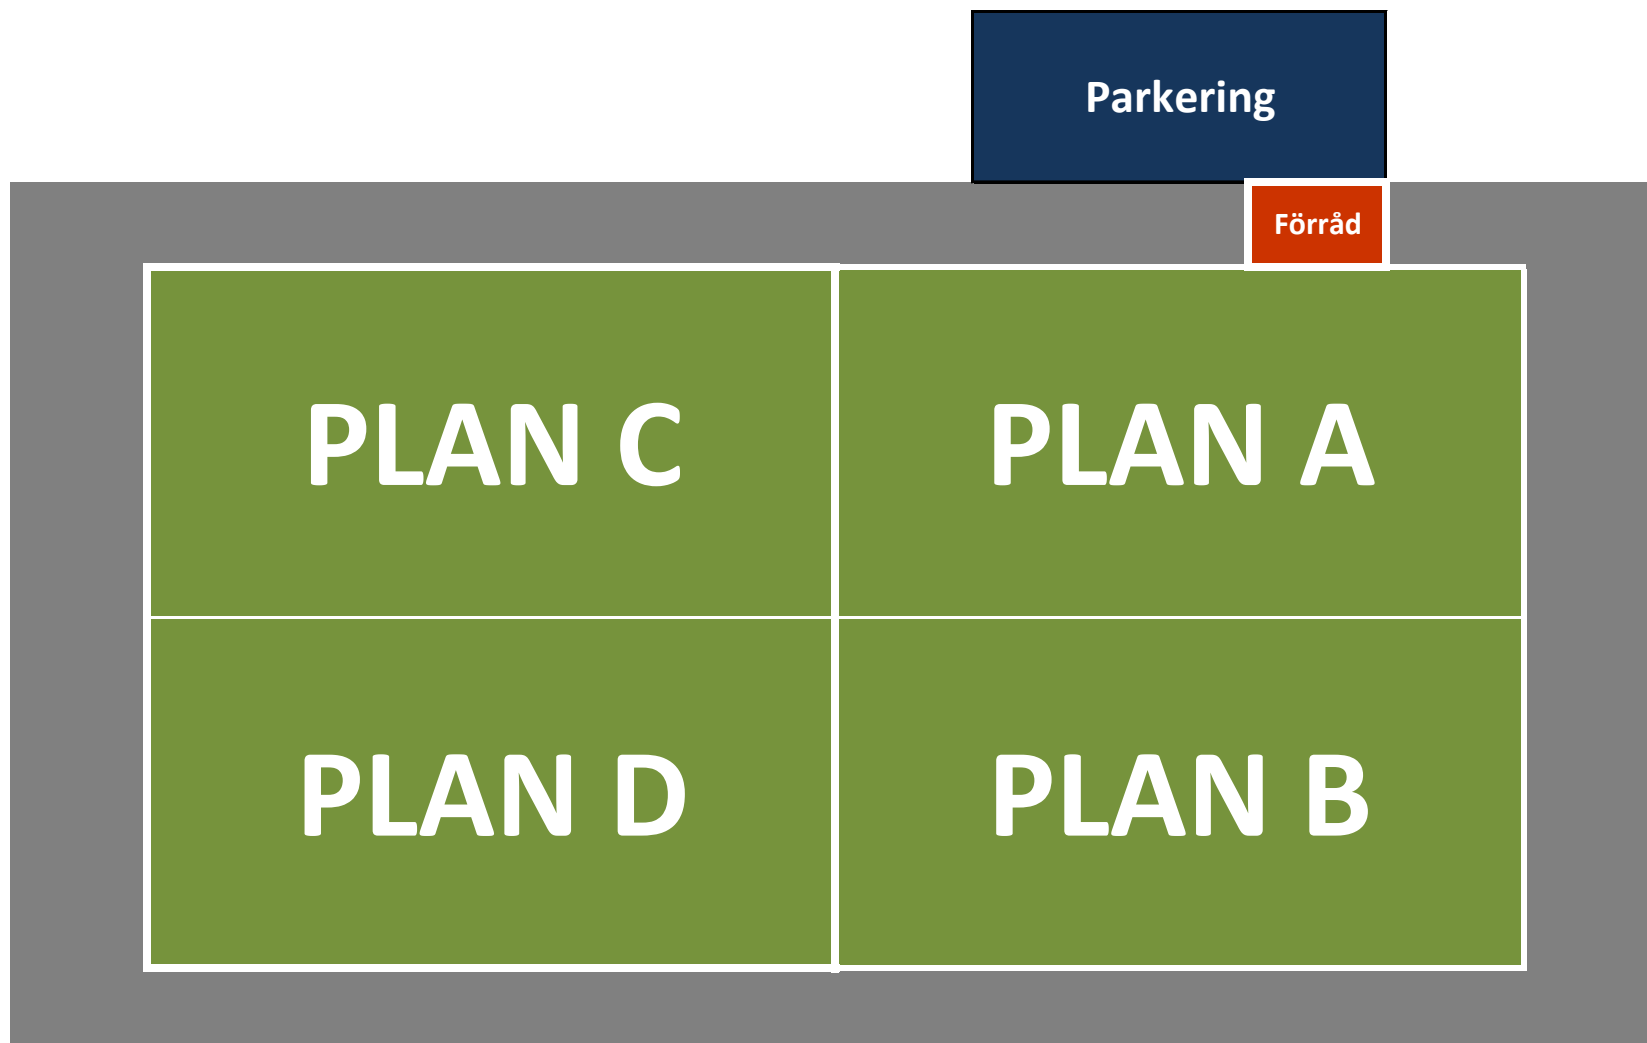 Parkering
Förråd
PLAN C
PLAN A
PLAN D
PLAN B